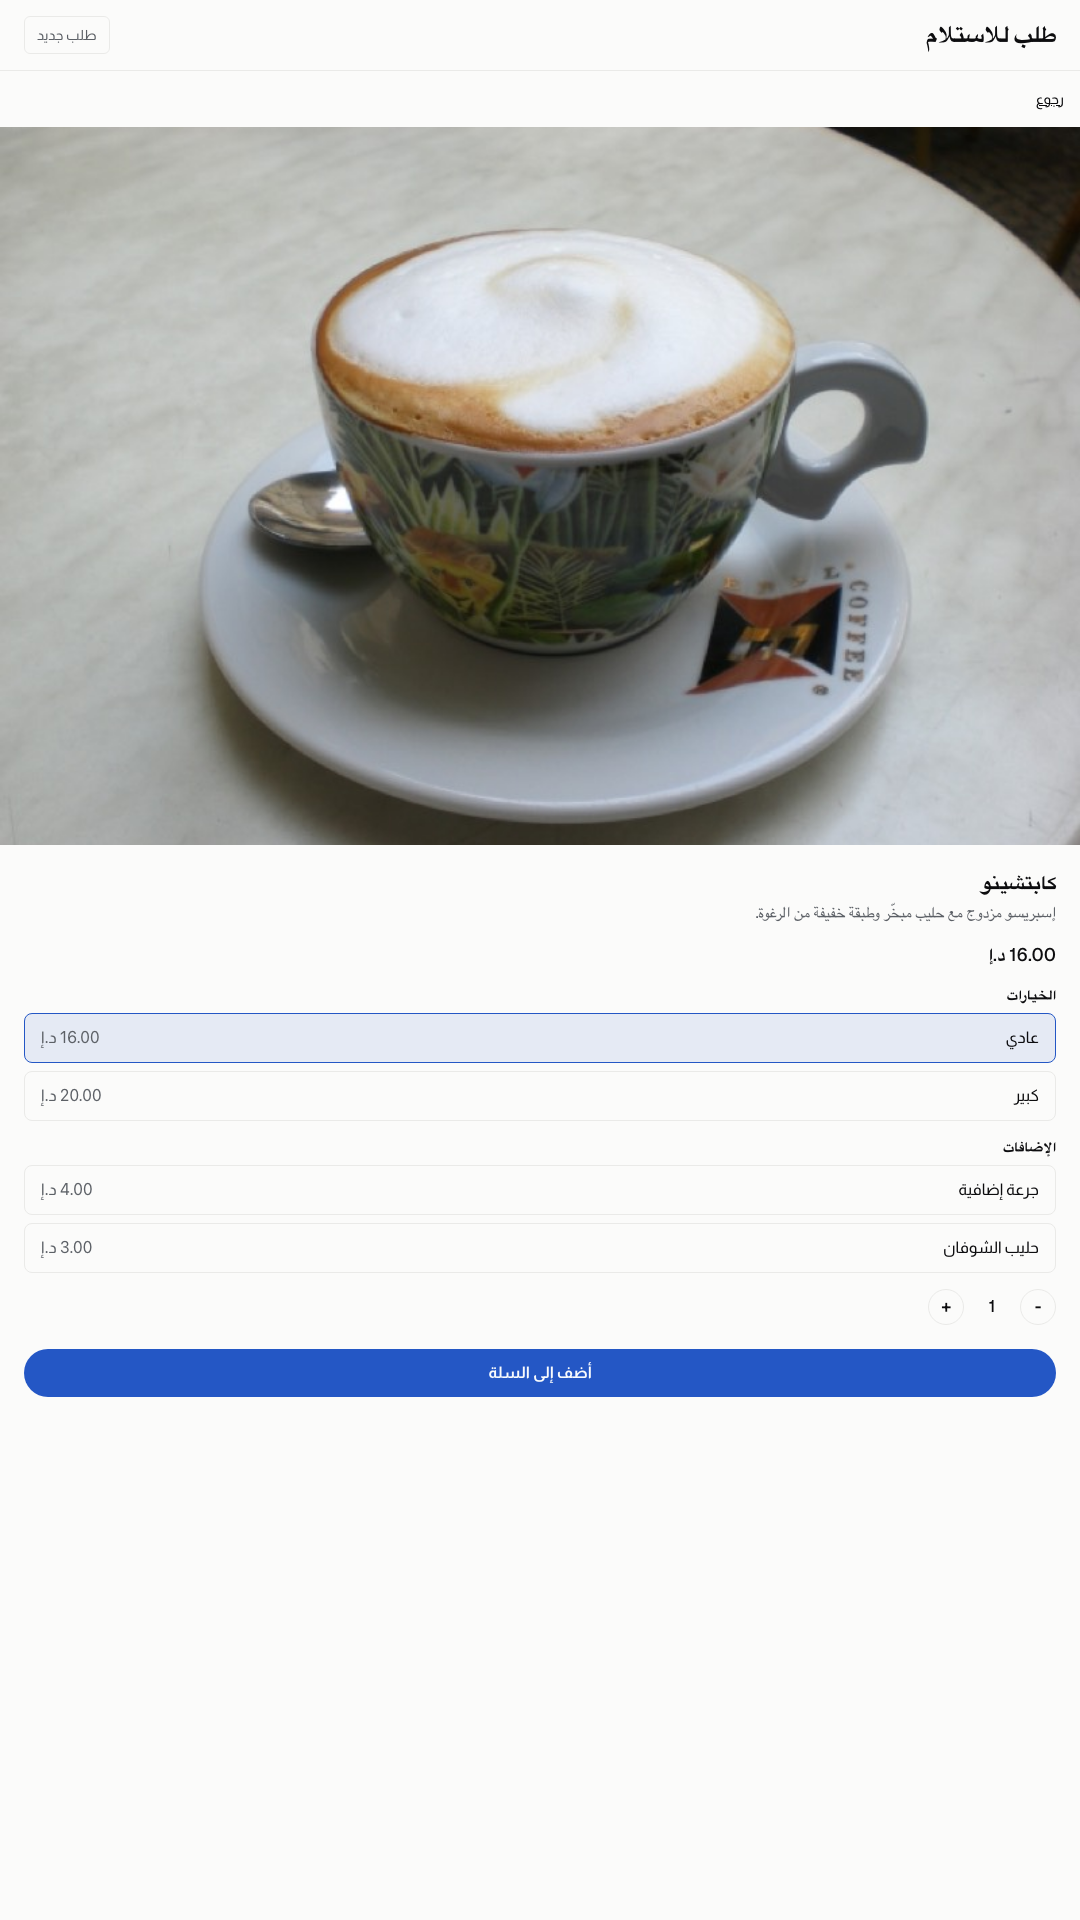 طلب للاستلام
طلب جديد
رجوع
COFFEE
كابتشينو
إسبريسو مزدوج مع حليب مبخّر وطبقة خفيفة من الرغوة.
16.00 د.إ
الخيارات
عادي
16.00 د.إ
كبير
20.00 د.إ
الإضافات
جرعة إضافية
4.00 د.إ
حليب الشوفان
3.00 د.إ
- 1 +
أضف إلى السلة